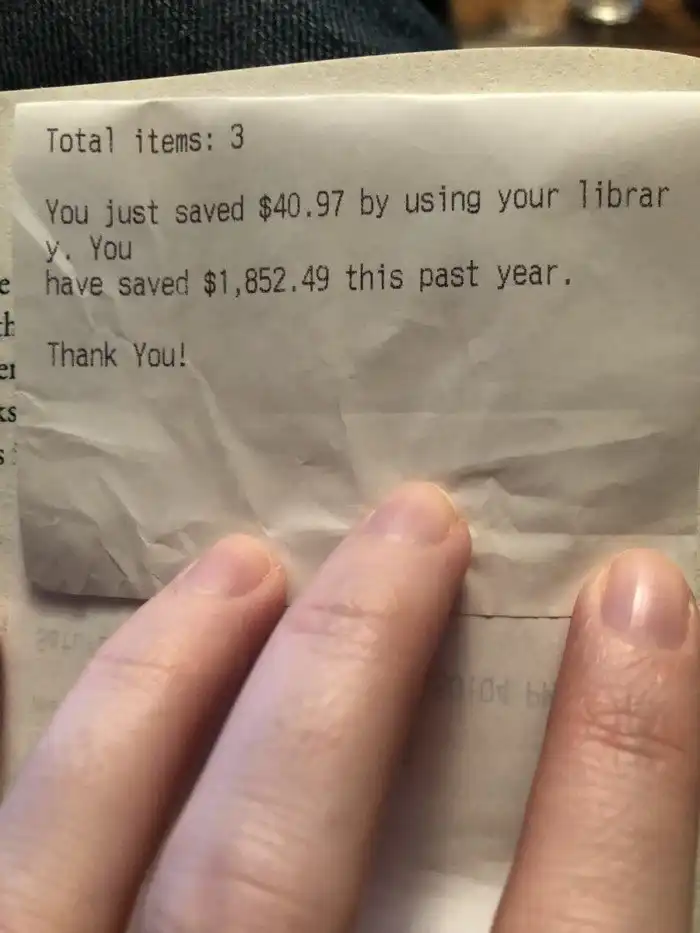 Total items: 3
You just saved $40.97 by using your librar
y. You
have saved $1,852.49 this past year.
Thank You!